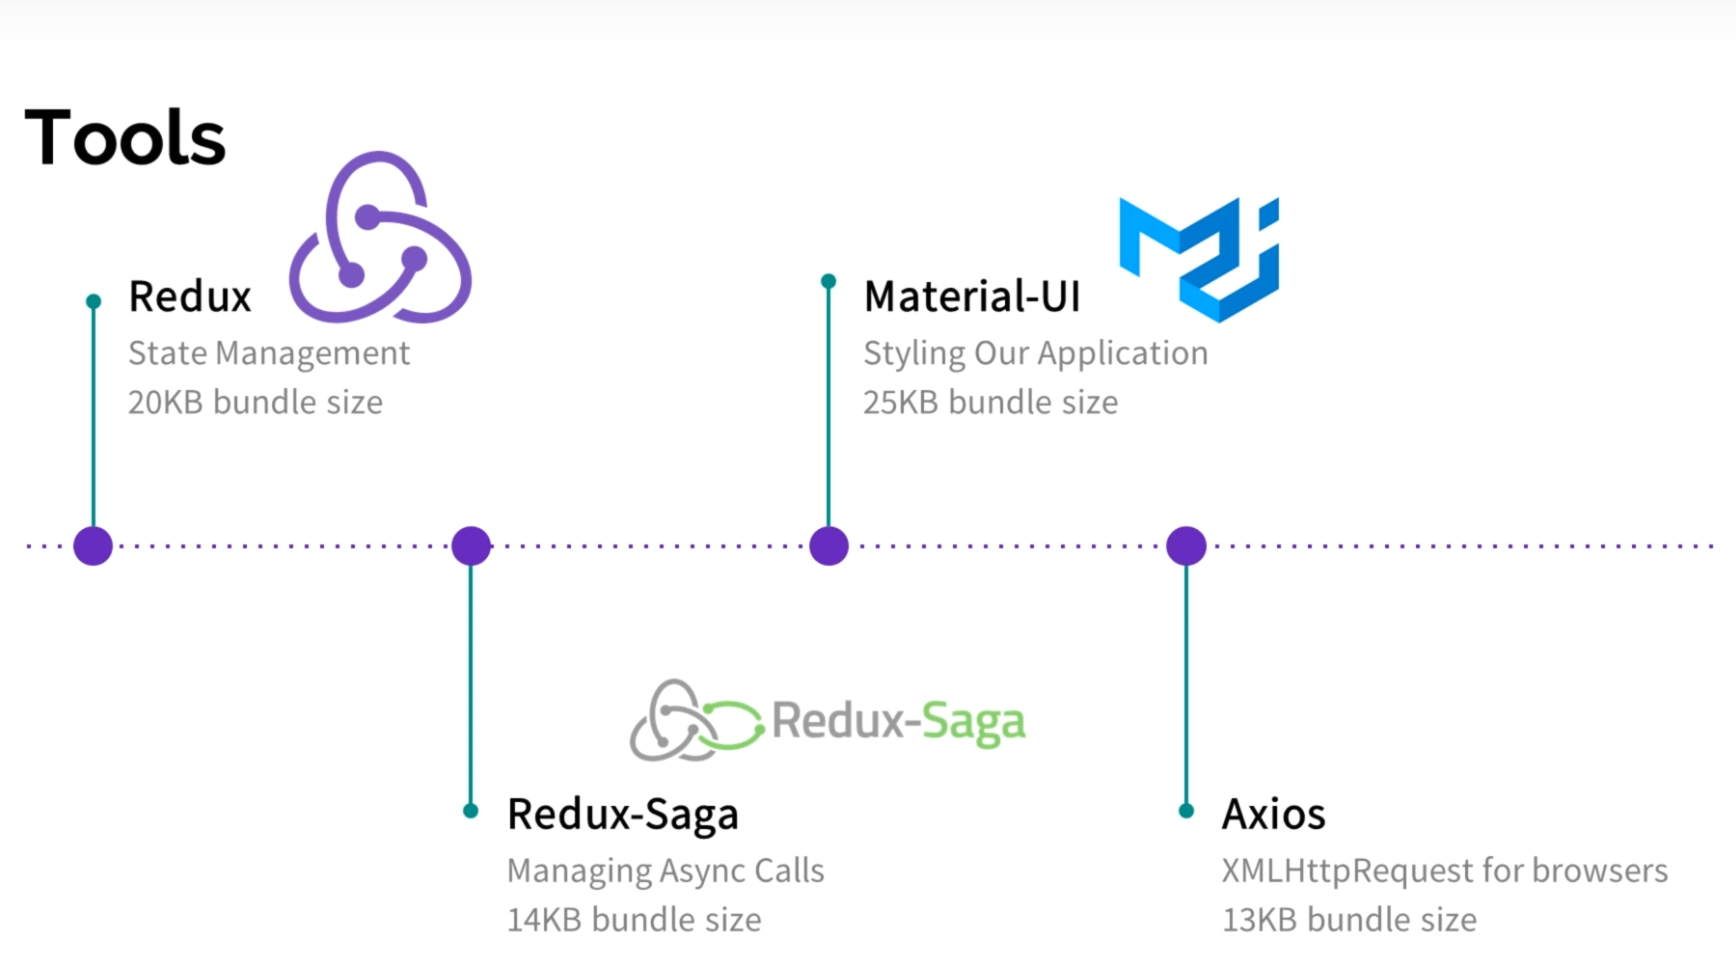 Tools
Redux
State Management
20KB bundle size
Material-UI
Styling Our Application
25KB bundle size
Redux-Saga
Redux-Saga
Managing Async Calls
14KB bundle size
Axios
XMLHttpRequest for browsers
13KB bundle size